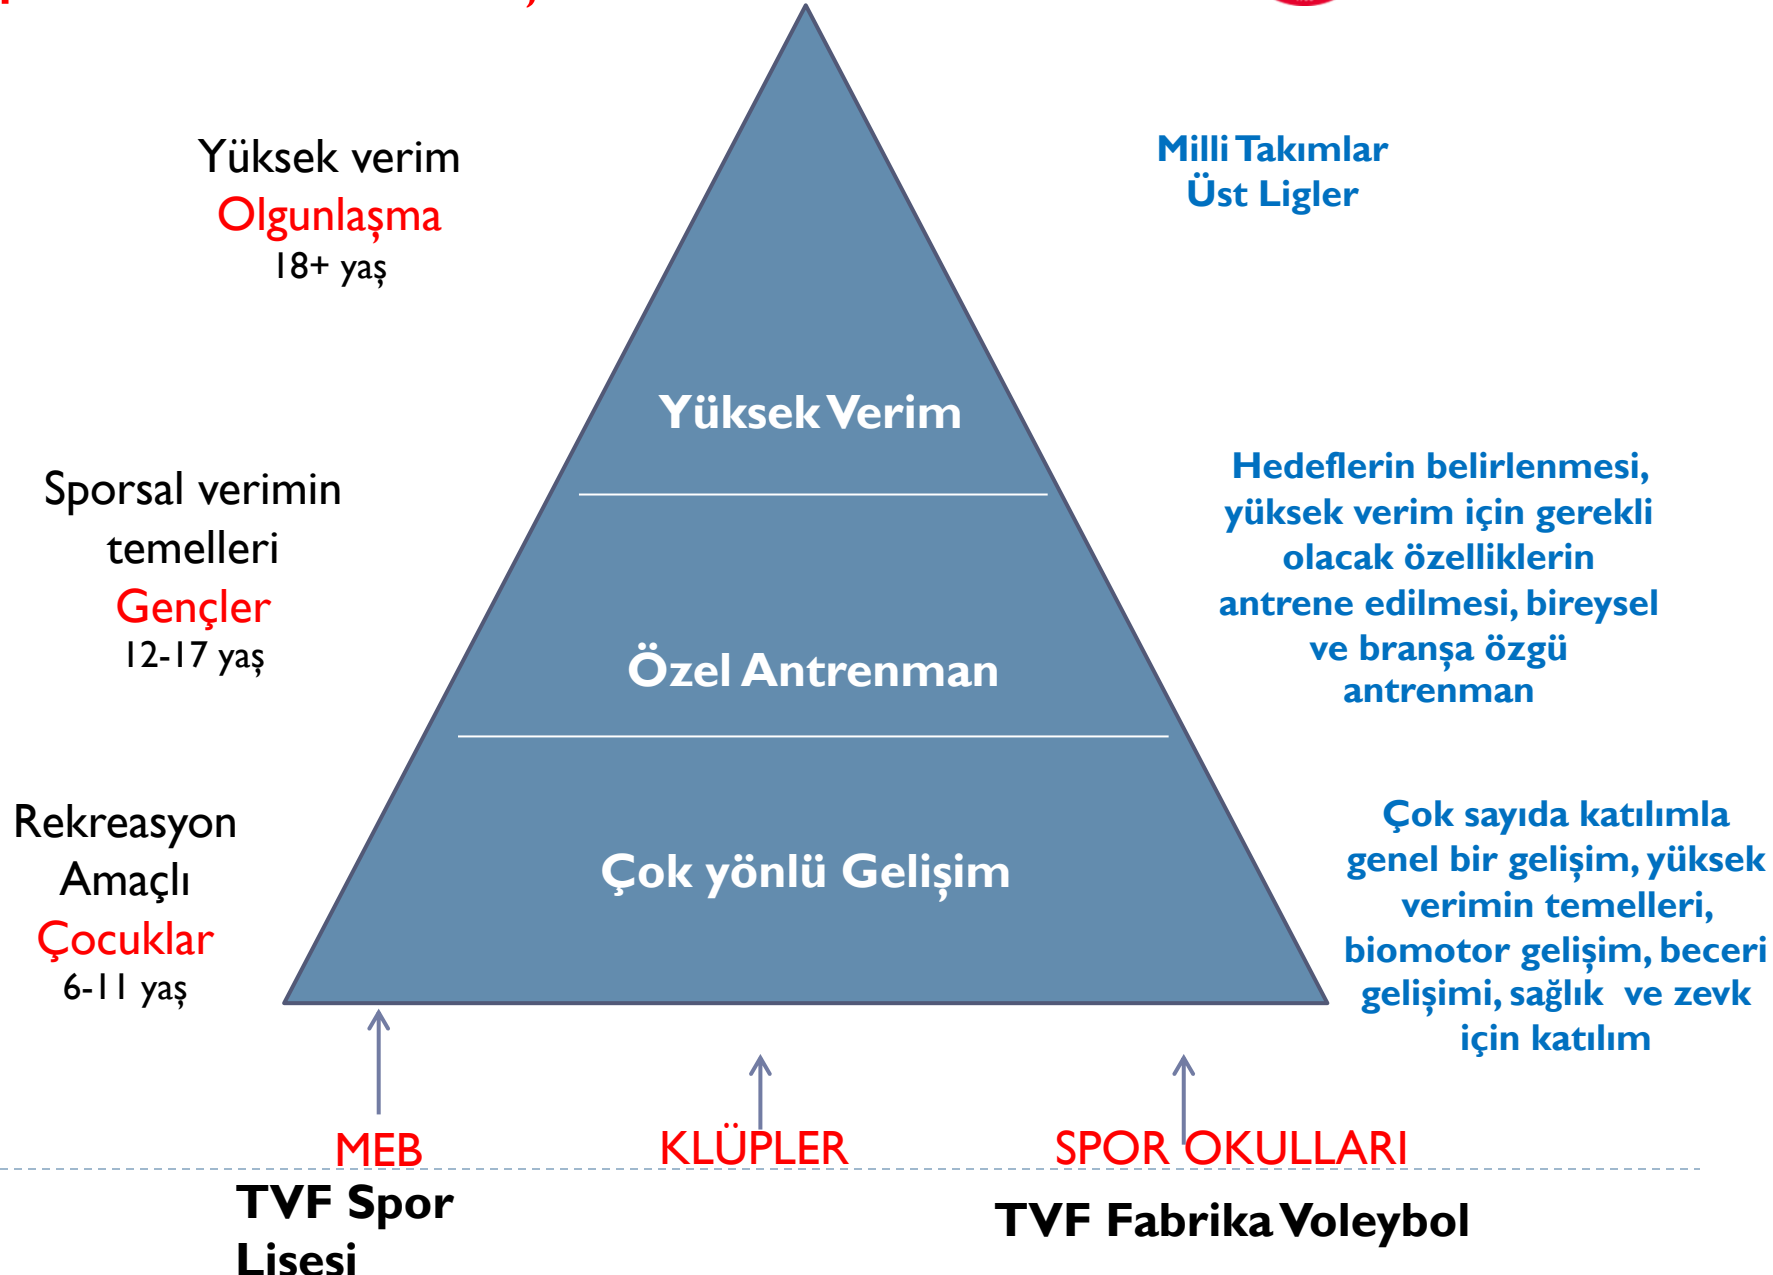 Yüksek verim
Olgunlaşma
18+ yaş
Milli Takımlar
Üst Ligler
Yüksek Verim
Sporsal verimin
temelleri
Gençler
12-17 yaş
Hedeflerin belirlenmesi,
yüksek verim için gerekli
olacak özelliklerin
antrene edilmesi, bireysel
ve branşa özgü
antrenman
Özel Antrenman
Rekreasyon
Amaçlı
Çocuklar
6-11 yaş
Çok yönlü Gelişim
Çok sayıda katılımla
genel bir gelişim, yüksek
verimin temelleri,
biomotor gelişim, beceri
gelişimi, sağlık ve zevk
için katılım
MEB
KLÜPLER
SPOR OKULLARI
TVF Spor
Lisesi
TVF Fabrika Voleybol